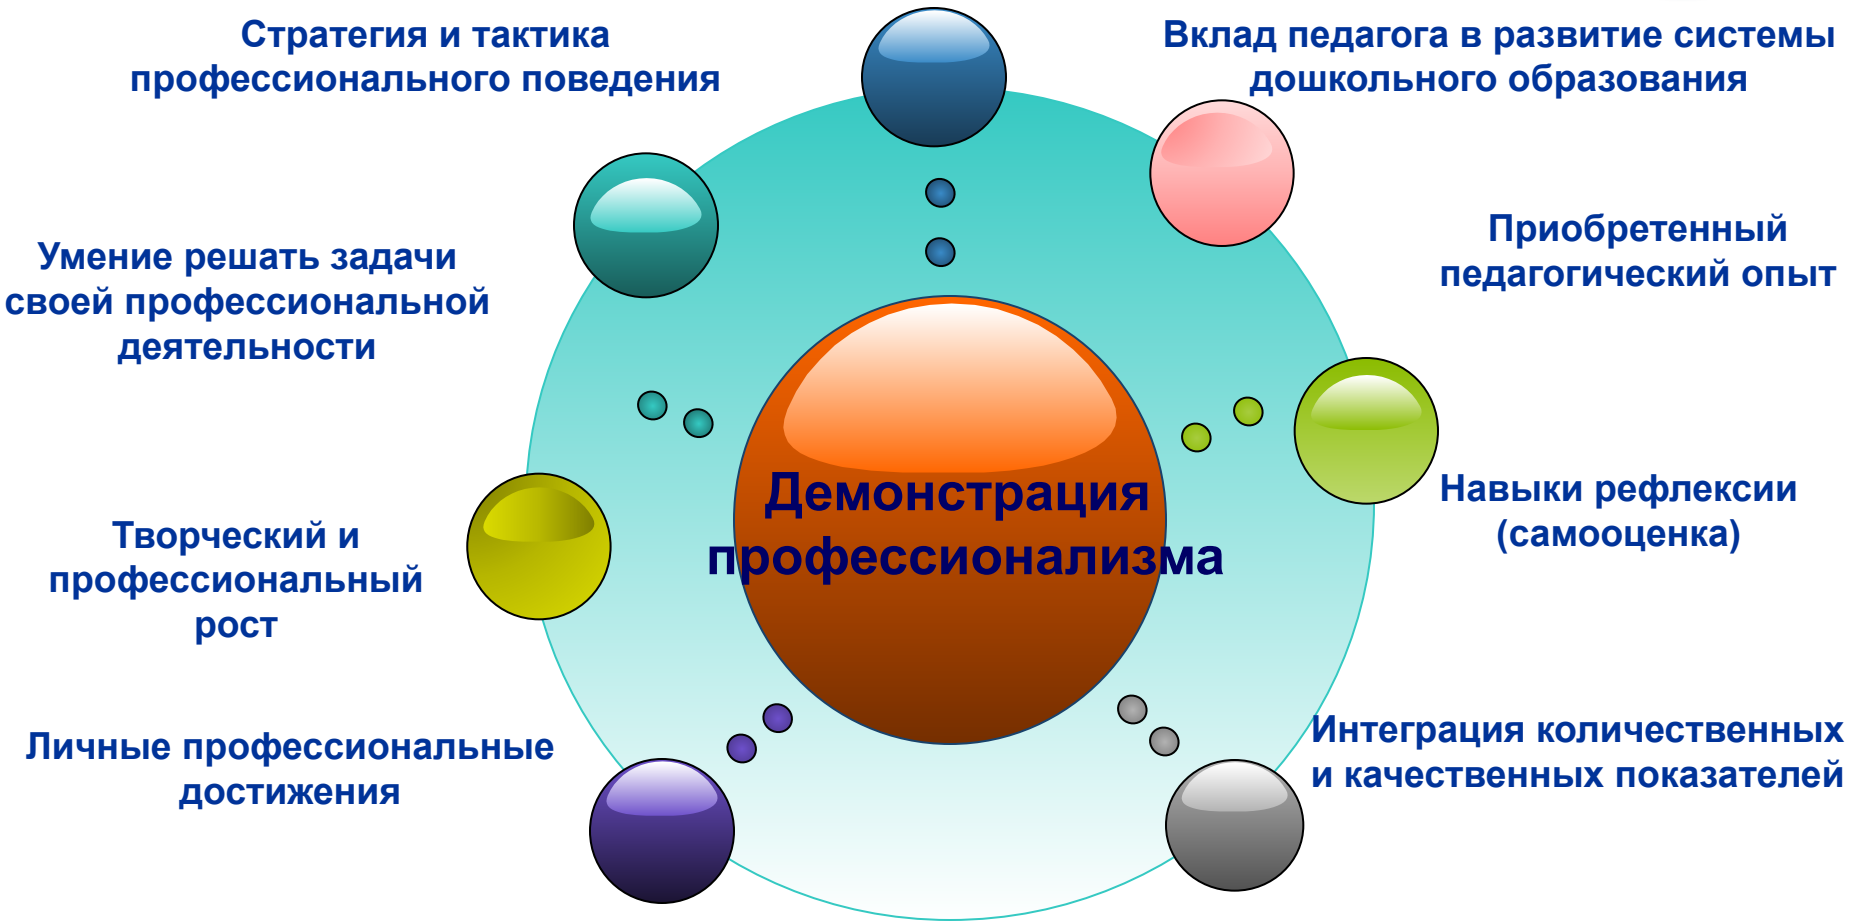 Стратегия и тактика
профессионального поведения
Вклад педагога в развитие системы
дошкольного образования
Умение решать задачи
своей профессиональной
деятельности
Приобретенный
педагогический опыт
Демонстрация
профессионализма
Творческий и
профессиональный
рост
Навыки рефлексии
(самооценка)
Личные профессиональные
достижения
Интеграция количественных
и качественных показателей